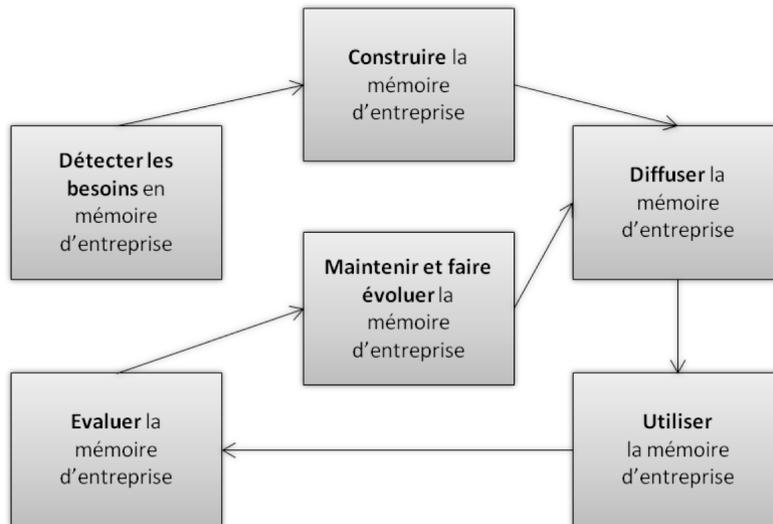 Construire la
mémoire
d'entreprise
Détecter les
besoins en
mémoire
d'entreprise
Diffuser la
mémoire
d'entreprise
Maintenir et faire
évoluer la
mémoire
d'entreprise
Evaluer la
mémoire
d'entreprise
Utiliser
la mémoire
d'entreprise